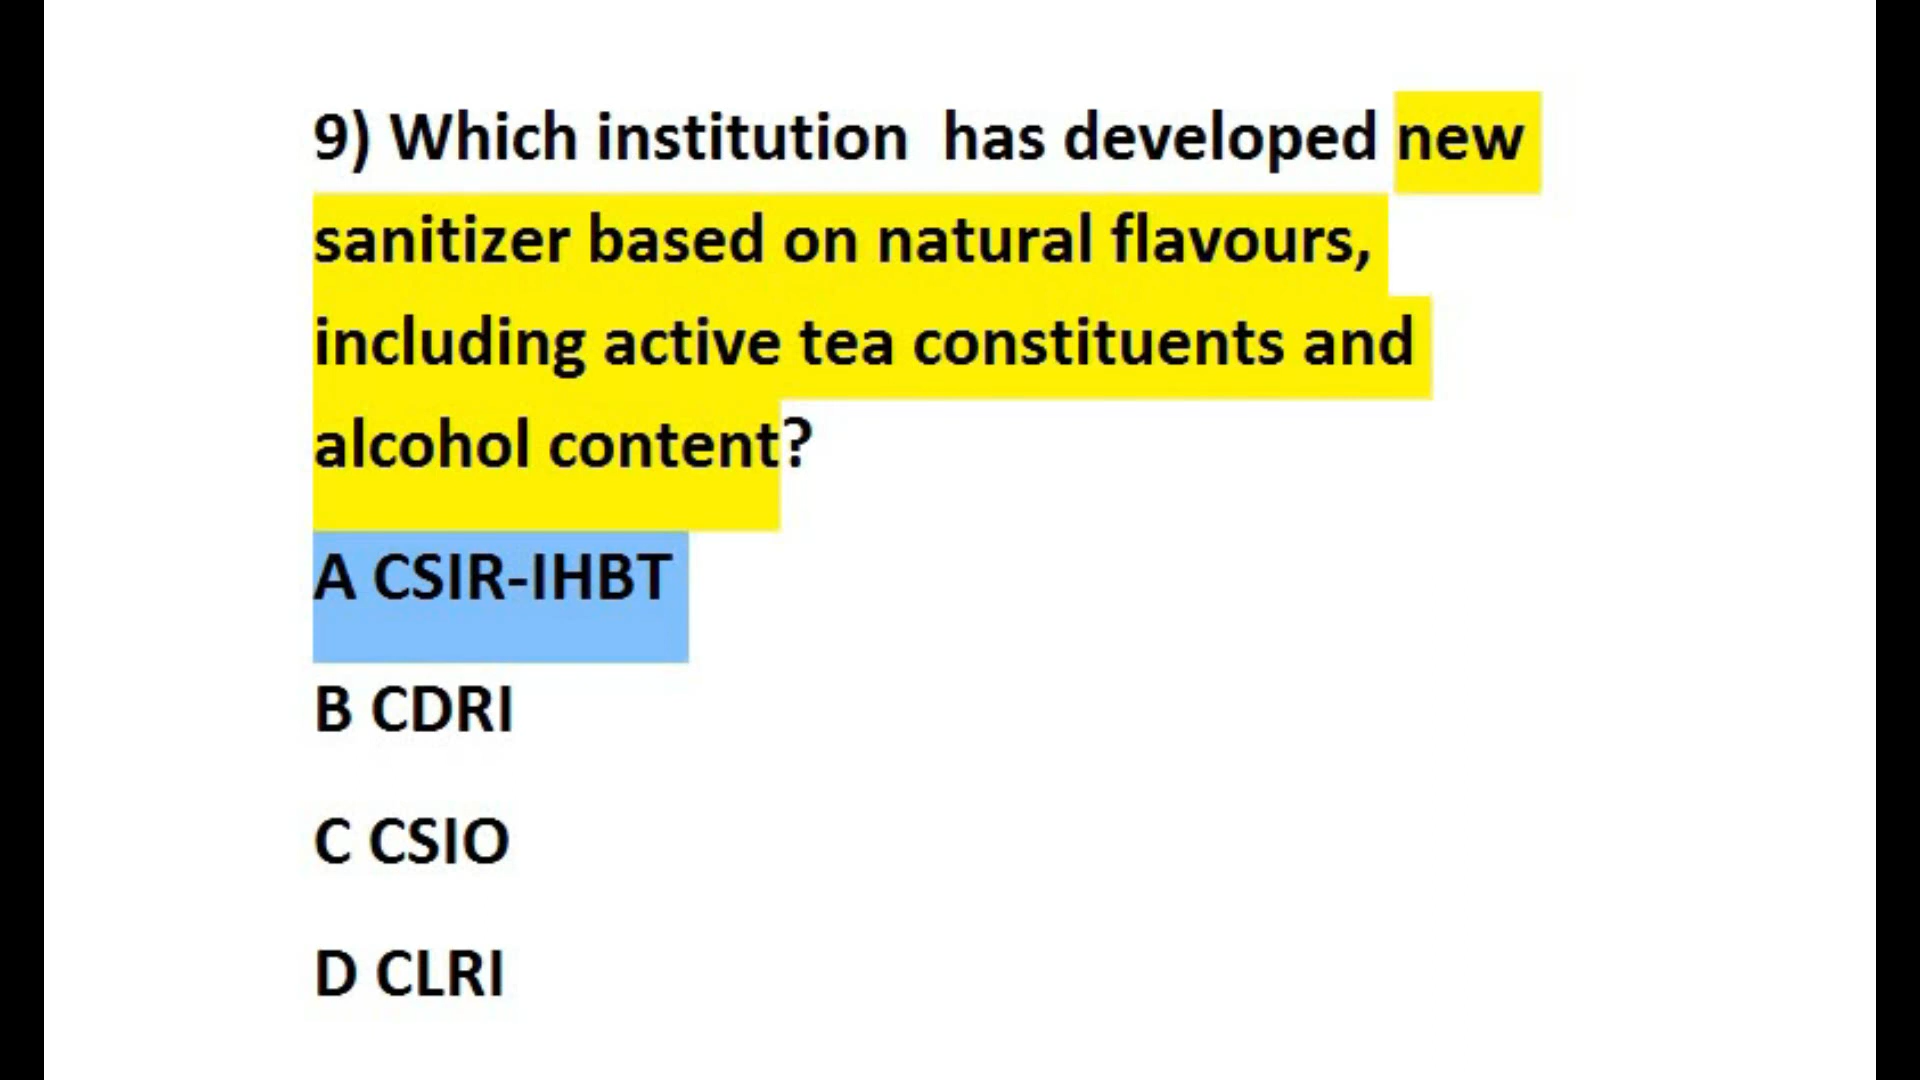 9) Which institution  has developed new
sanitizer based on natural flavours,
including active tea constituents and
alcohol content?
A CSIR-IHBT
B CDRI
C CSIO
D CLRI